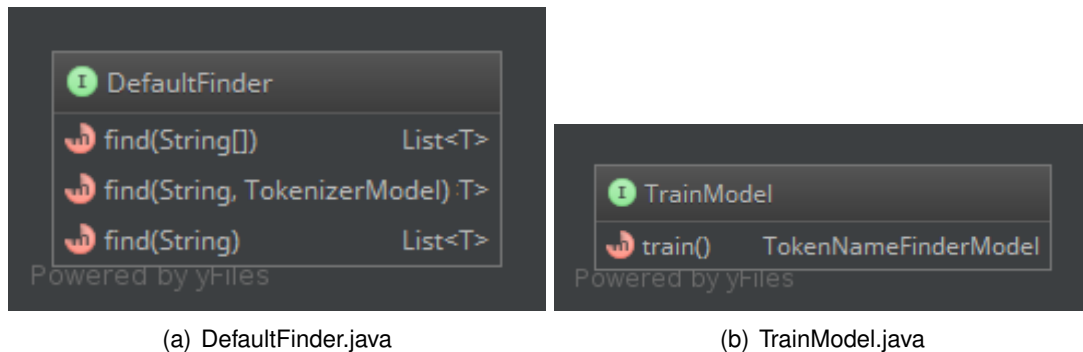 I DefaultFinder
m find(String[]) List<T>
m find(String, TokenizerModel) :T>
m find(String) List<T>
Powered by yFiles
(a) DefaultFinder.java
I TrainModel
m train() TokenNameFinderModel
Powered by yFiles
(b) TrainModel.java